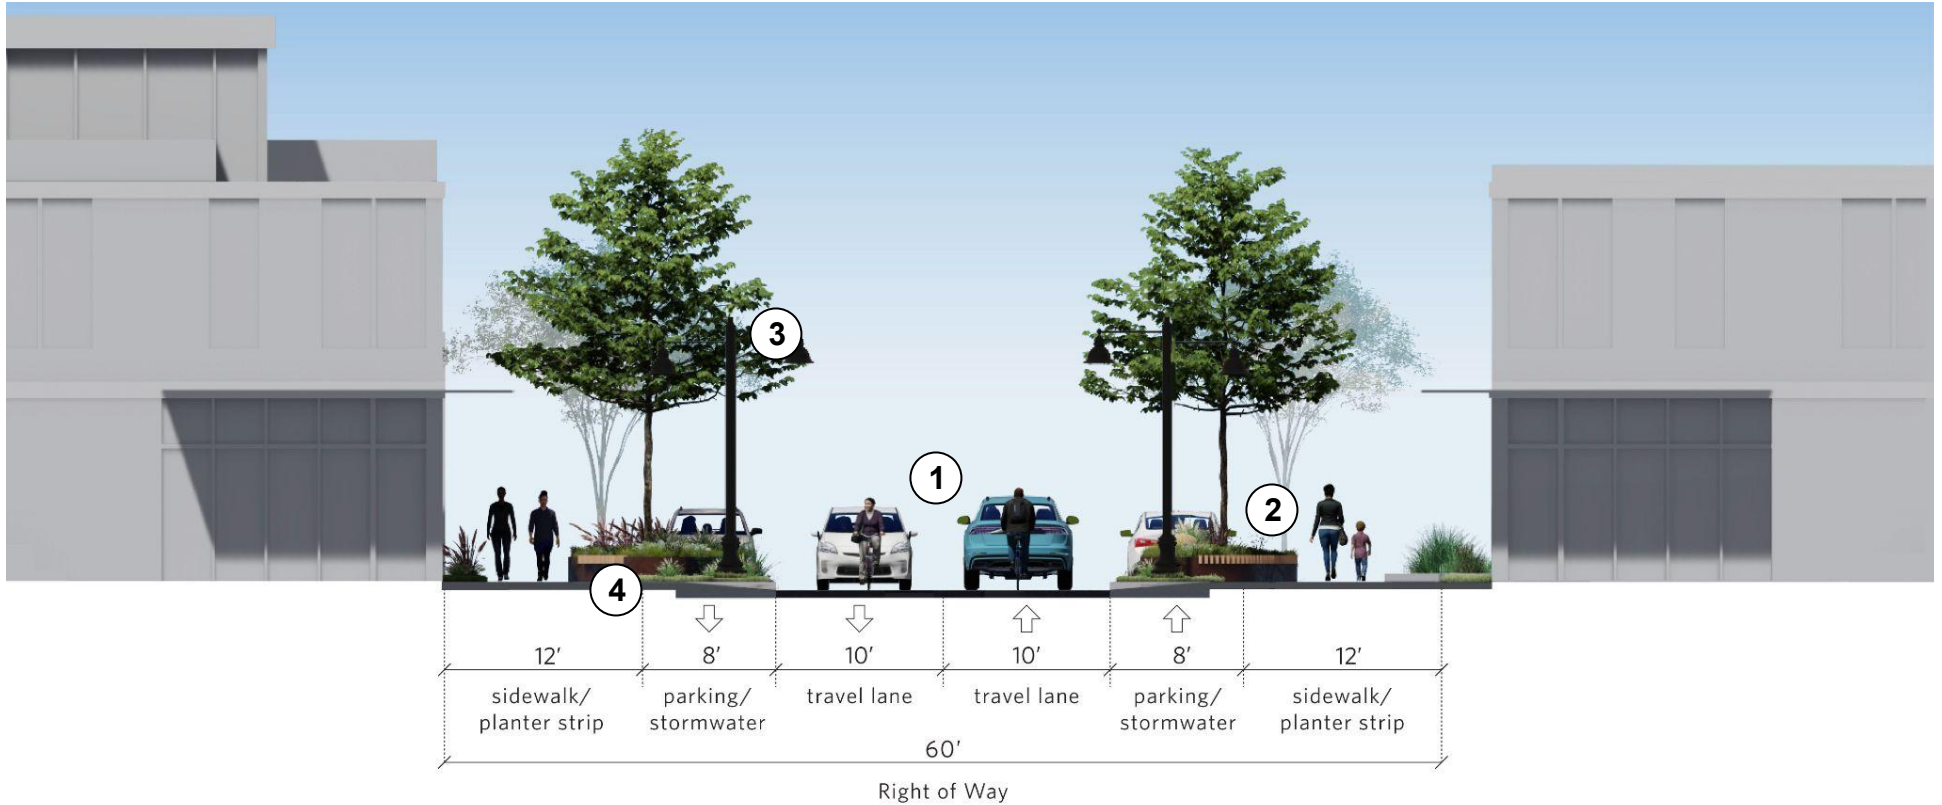 3
1
2
4
12′ 8′ 10′ 10′ 8′ 12′
sidewalk/ parking/ travel lane travel lane parking/ sidewalk/
planter strip stormwater stormwater planter strip
60′
Right of Way